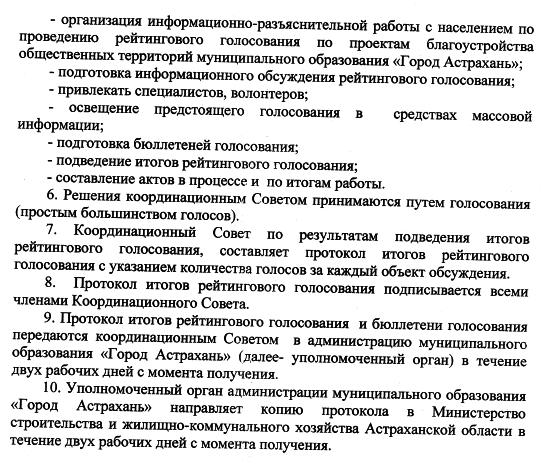 - организация информационно-разъяснительной работы с населением по
проведению рейтингового голосования по проектам благоустройства
общественных территорий муниципального образования «Город Астрахань»;
- подготовка информационного обсуждения рейтингового голосования;
- привлекать специалистов, волонтеров;
- освещение предстоящего голосования в средствах массовой
информации;
- подготовка бюллетеней голосования;
- подведение итогов рейтингового голосования;
- составление актов в процессе и по итогам работы.
6. Решения координационным Советом принимаются путем голосования
(простым большинством голосов).
7. Координационный Совет по результатам подведения итогов
рейтингового голосования, составляет протокол итогов рейтингового
голосования с указанием количества голосов за каждый объект обсуждения.
8. Протокол итогов рейтингового голосования подписывается всеми
членами Координационного Совета.
9. Протокол итогов рейтингового голосования и бюллетени голосования
передаются координационным Советом в администрацию муниципального
образования «Город Астрахань» (далее- уполномоченный орган) в течение
двух рабочих дней с момента получения.
10. Уполномоченный орган администрации муниципального образования
«Город Астрахань» направляет копию протокола в Министерство
строительства и жилищно-коммунального хозяйства Астраханской области в
течение двух рабочих дней с момента получения.